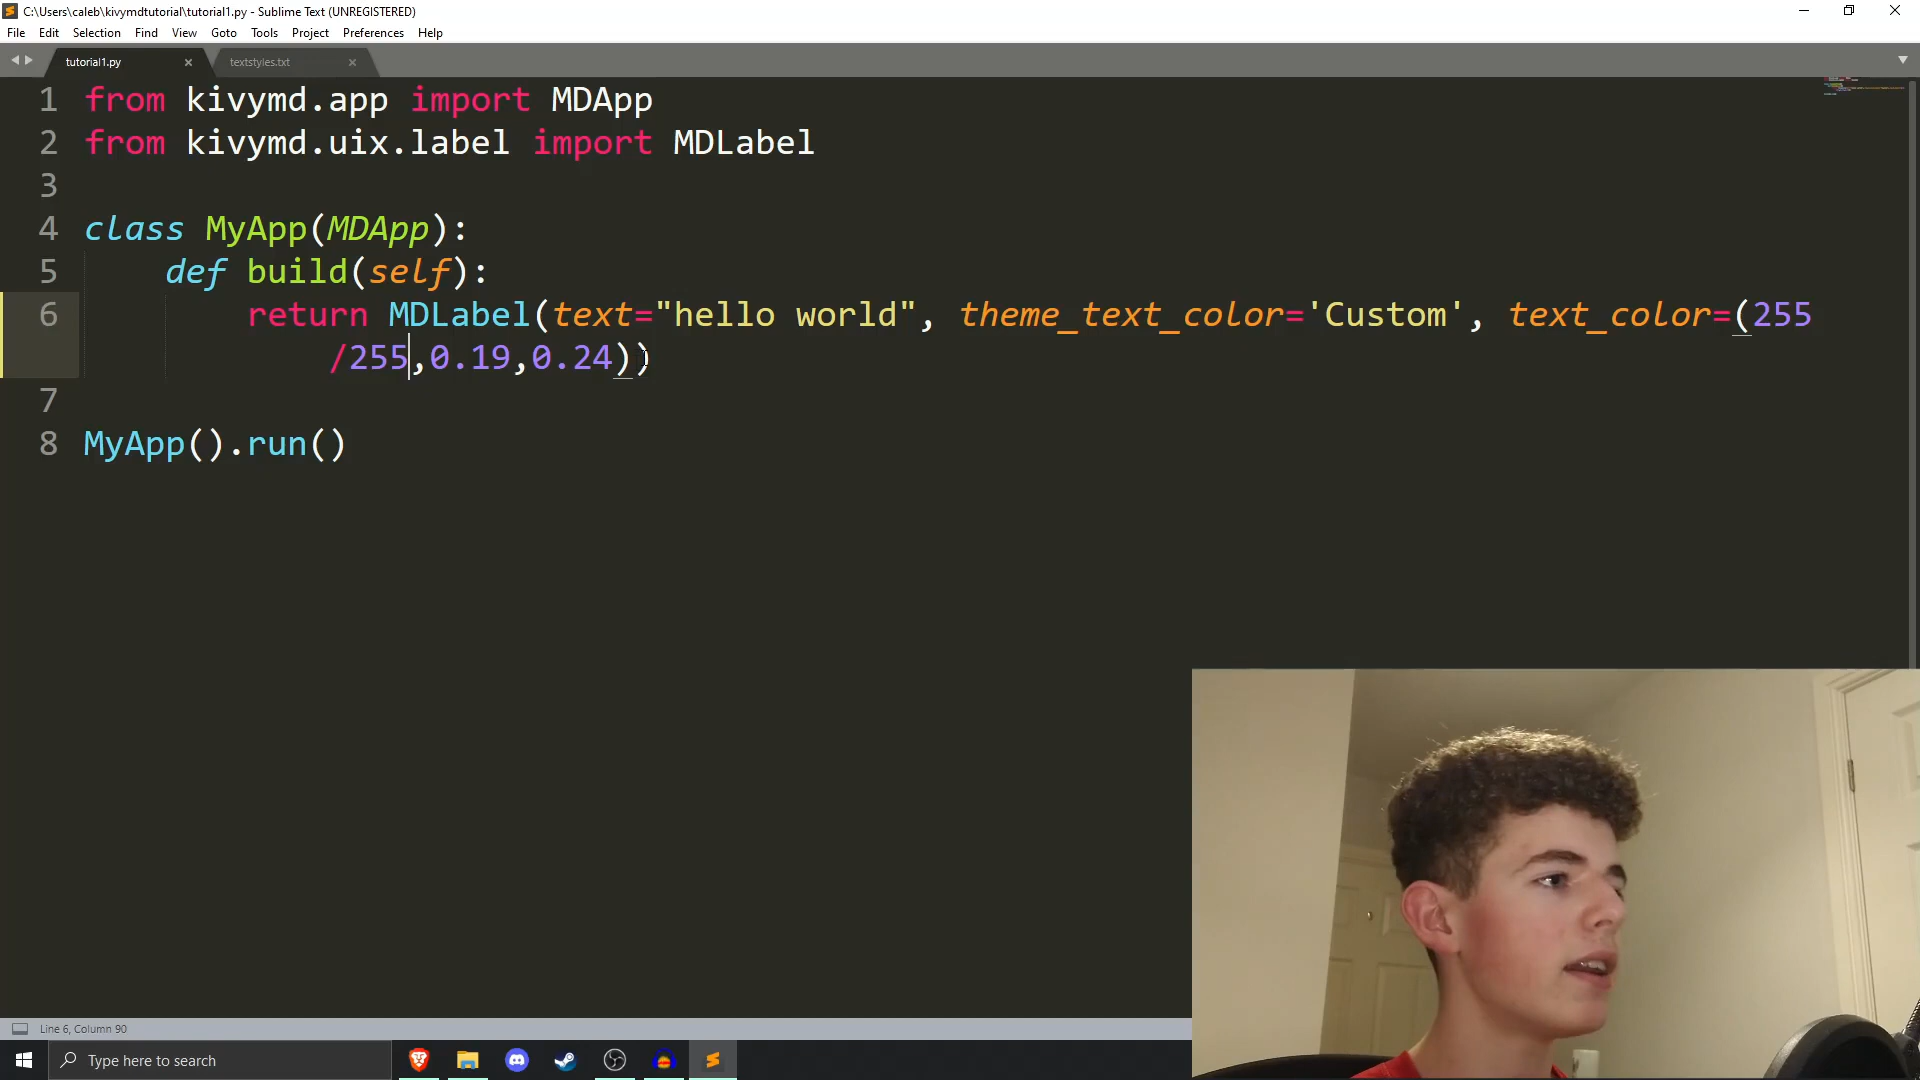 C:\Users\caleb\kivymdtutorial\tutorial1.py - Sublime Text (UNREGISTERED)
File Edit Selection Find View Goto Tools Project Preferences Help
tutorial1.py textstyles.txt
1 from kivymd.app import MDApp
2 from kivymd.uix.label import MDLabel
3
4 class MyApp(MDApp):
5 def build(self):
6 return MDLabel(text="hello world", theme_text_color='Custom', text_color=(255
/255,0.19,0.24))
7
8 MyApp().run()
Line 6, Column 90
Type here to search